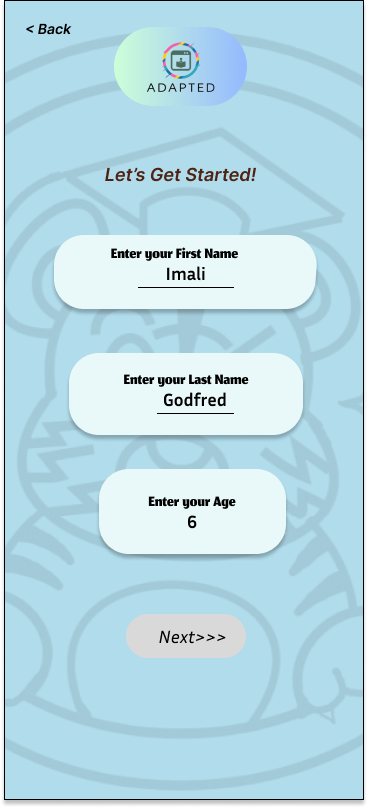 < Back
ADAPTED
Let's Get Started!
Enter your First Name
Imali
Enter your Last Name
Godfred
Enter your Age
6
Next>>>